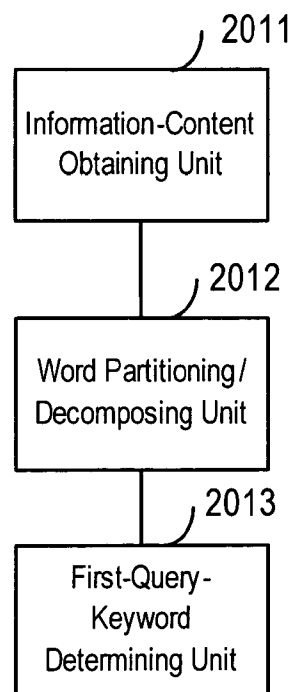 2011
Information-Content
Obtaining Unit
2012
Word Partitioning/
Decomposing Unit
2013
First-Query-
Keyword
Determining Unit